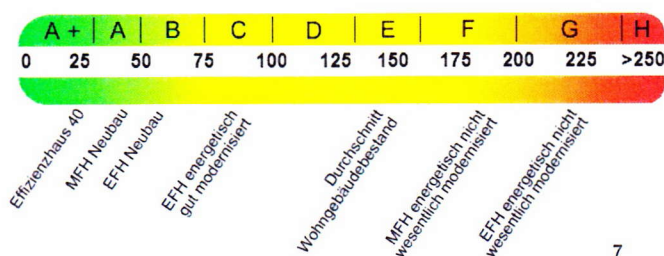 A+ A B C D E F G H
0 25 50 75 100 125 150 175 200 225 >250
Effizienzhaus 40
MFH Neubau
EFH Neubau
EFH energetisch
gut modernisiert
Durchschnitt
Wohngebäudebestand
MFH energetisch nicht
wesentlich modernisiert
EFH energetisch nicht
wesentlich modernisiert
7